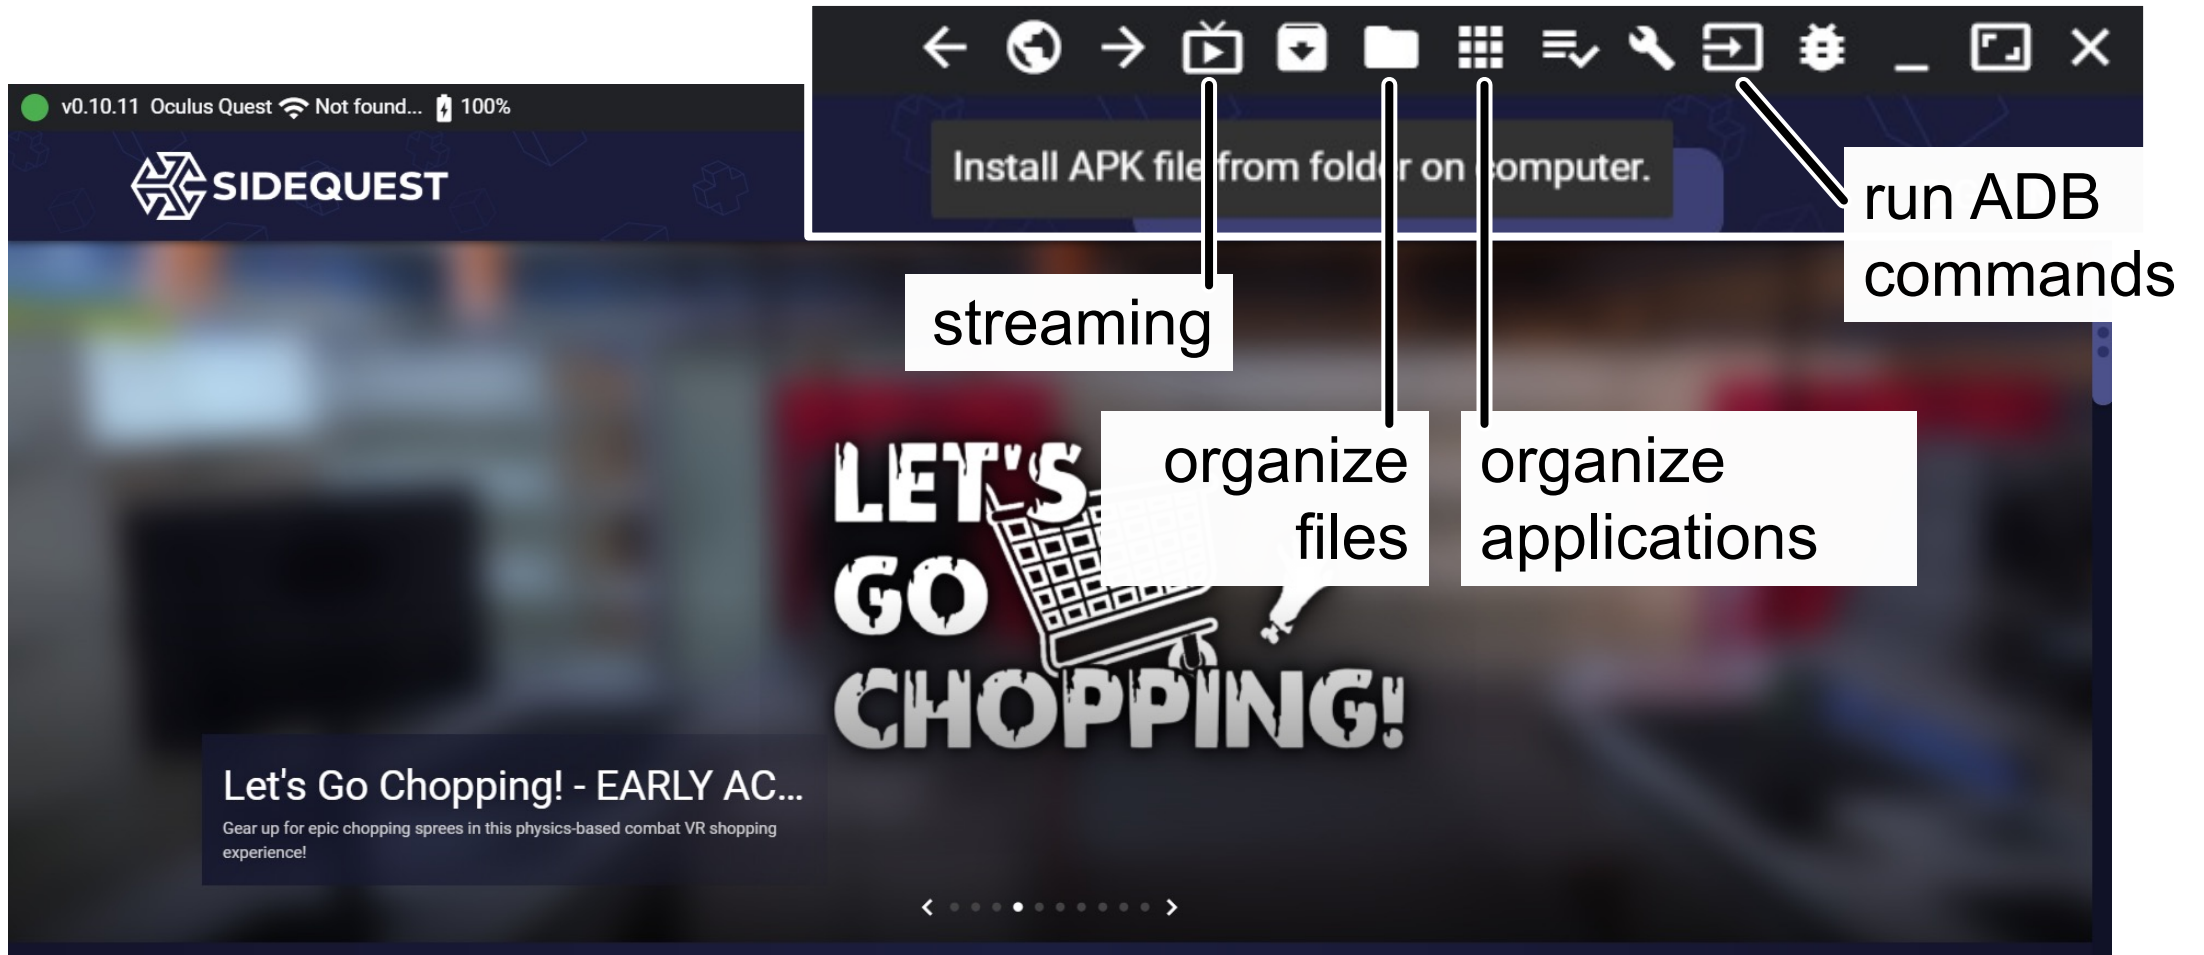 v0.10.11 Oculus Quest Not found... 100%
SIDEQUEST
Install APK file from folder on computer.
run ADB
commands
streaming
organize
files
organize
applications
LET'S
GO
CHOPPING!
Let's Go Chopping! - EARLY AC...
Gear up for epic chopping sprees in this physics-based combat VR shopping
experience!